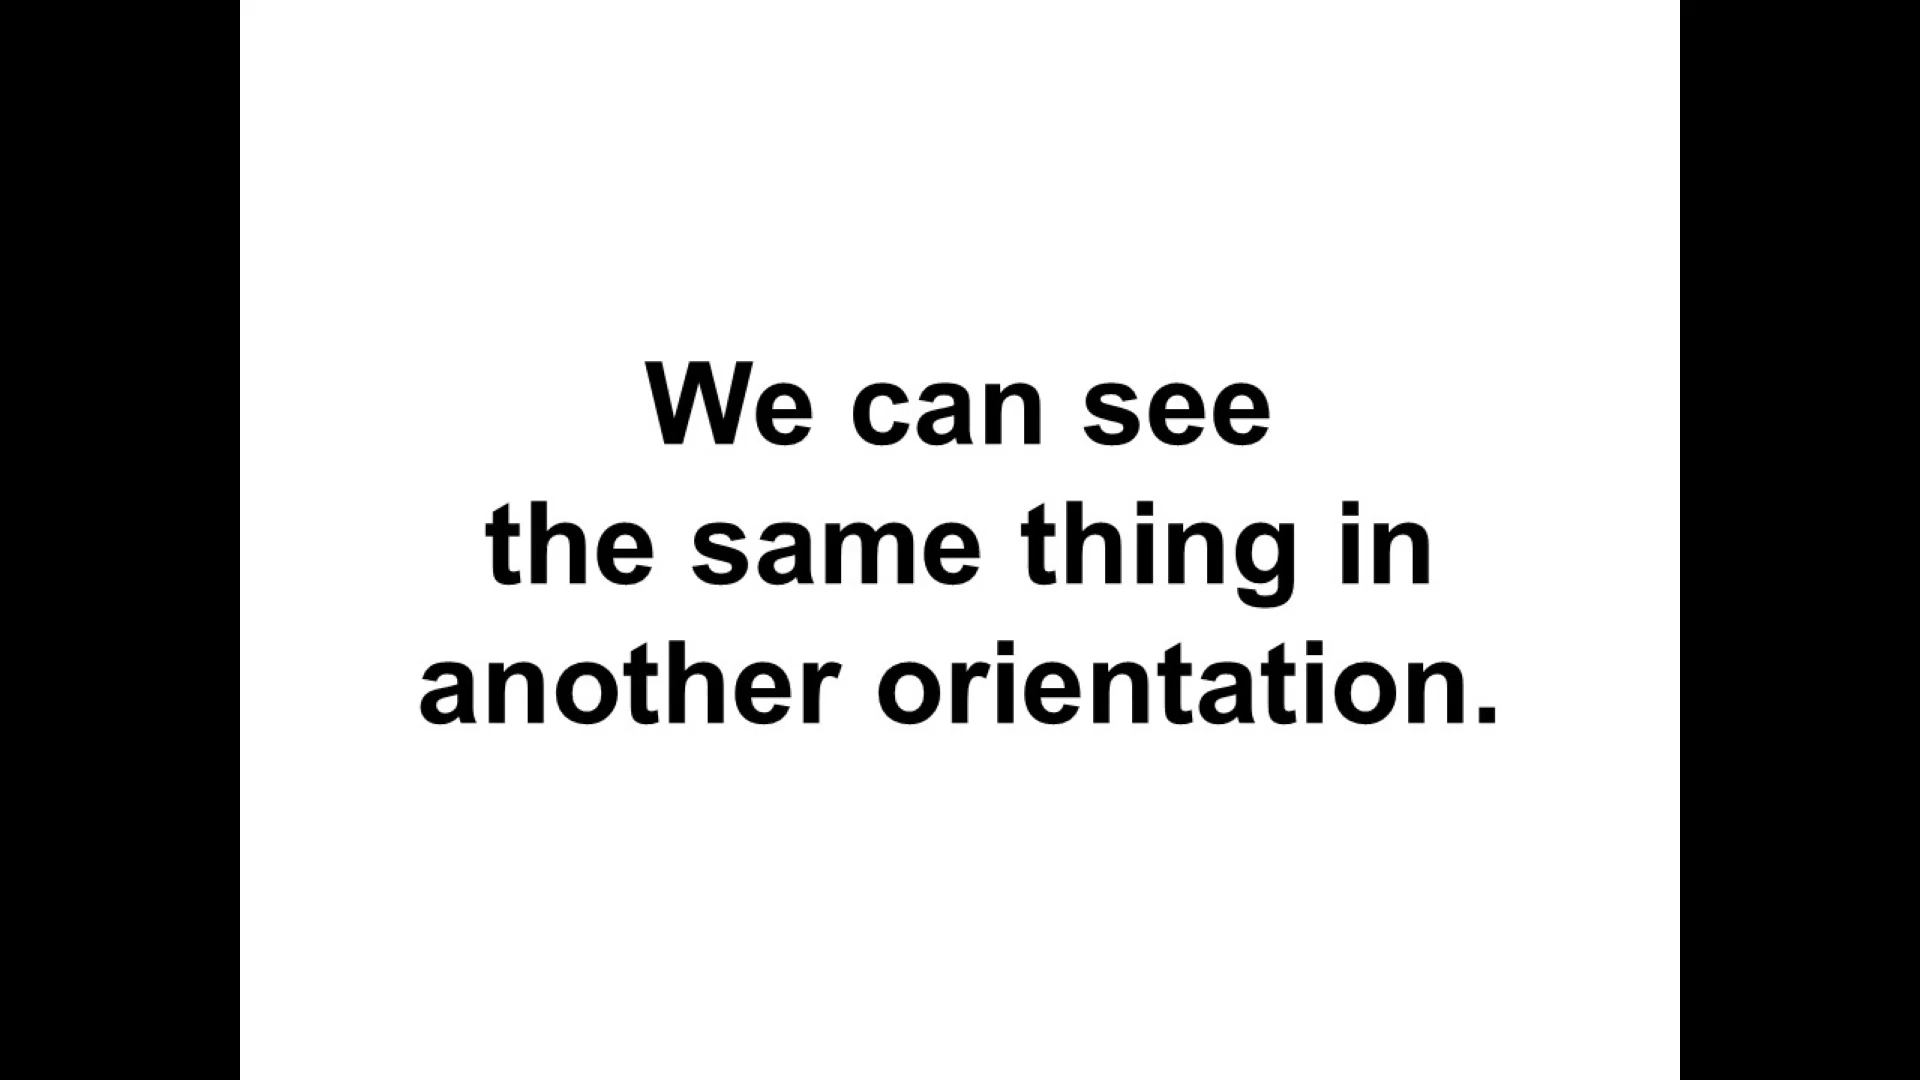 We can see
the same thing in
another orientation.